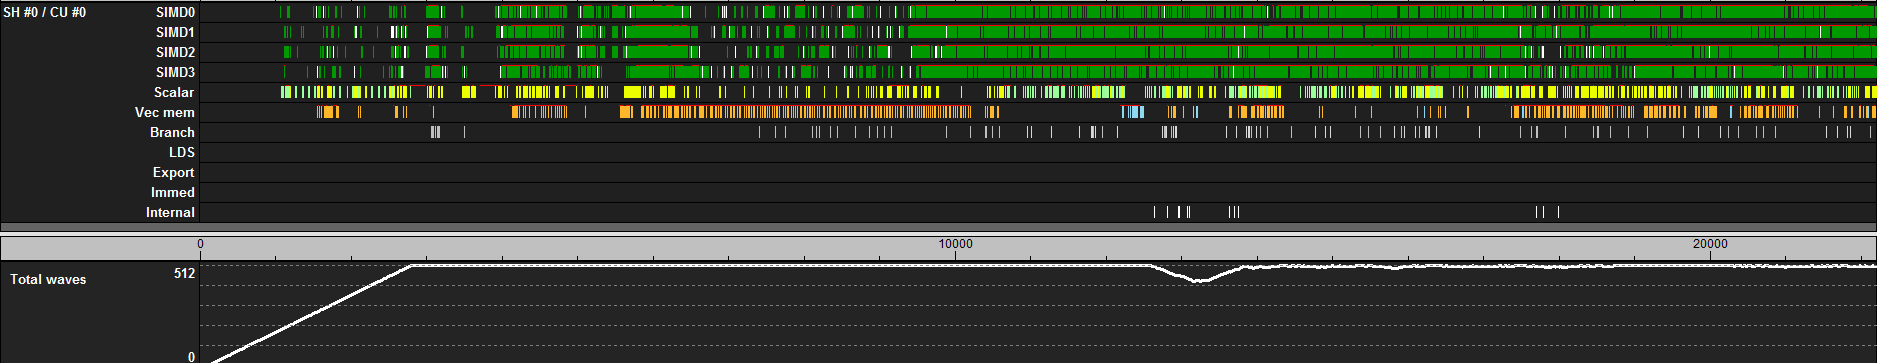 SH #0 / CU #0 SIMD0
SIMD1
SIMD2
SIMD3
Scalar
Vec mem
Branch
LDS
Export
Immed
Internal
0 10000 20000
Total waves 512
0